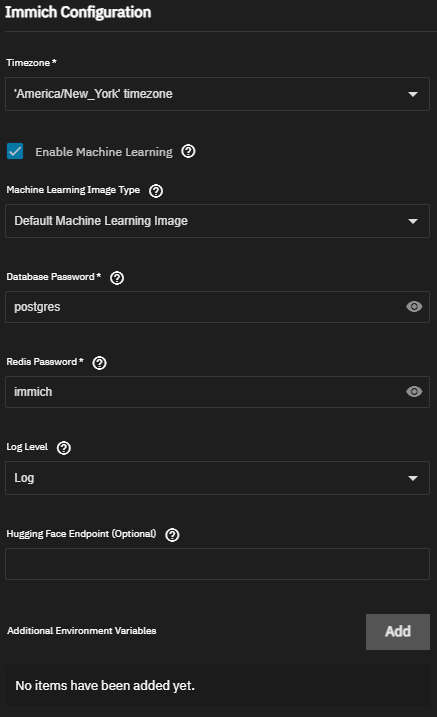 Immich Configuration
Timezone *
'America/New_York' timezone
Enable Machine Learning
Machine Learning Image Type
Default Machine Learning Image
Database Password *
postgres
Redis Password *
immich
Log Level
Log
Hugging Face Endpoint (Optional)
Additional Environment Variables
Add
No items have been added yet.